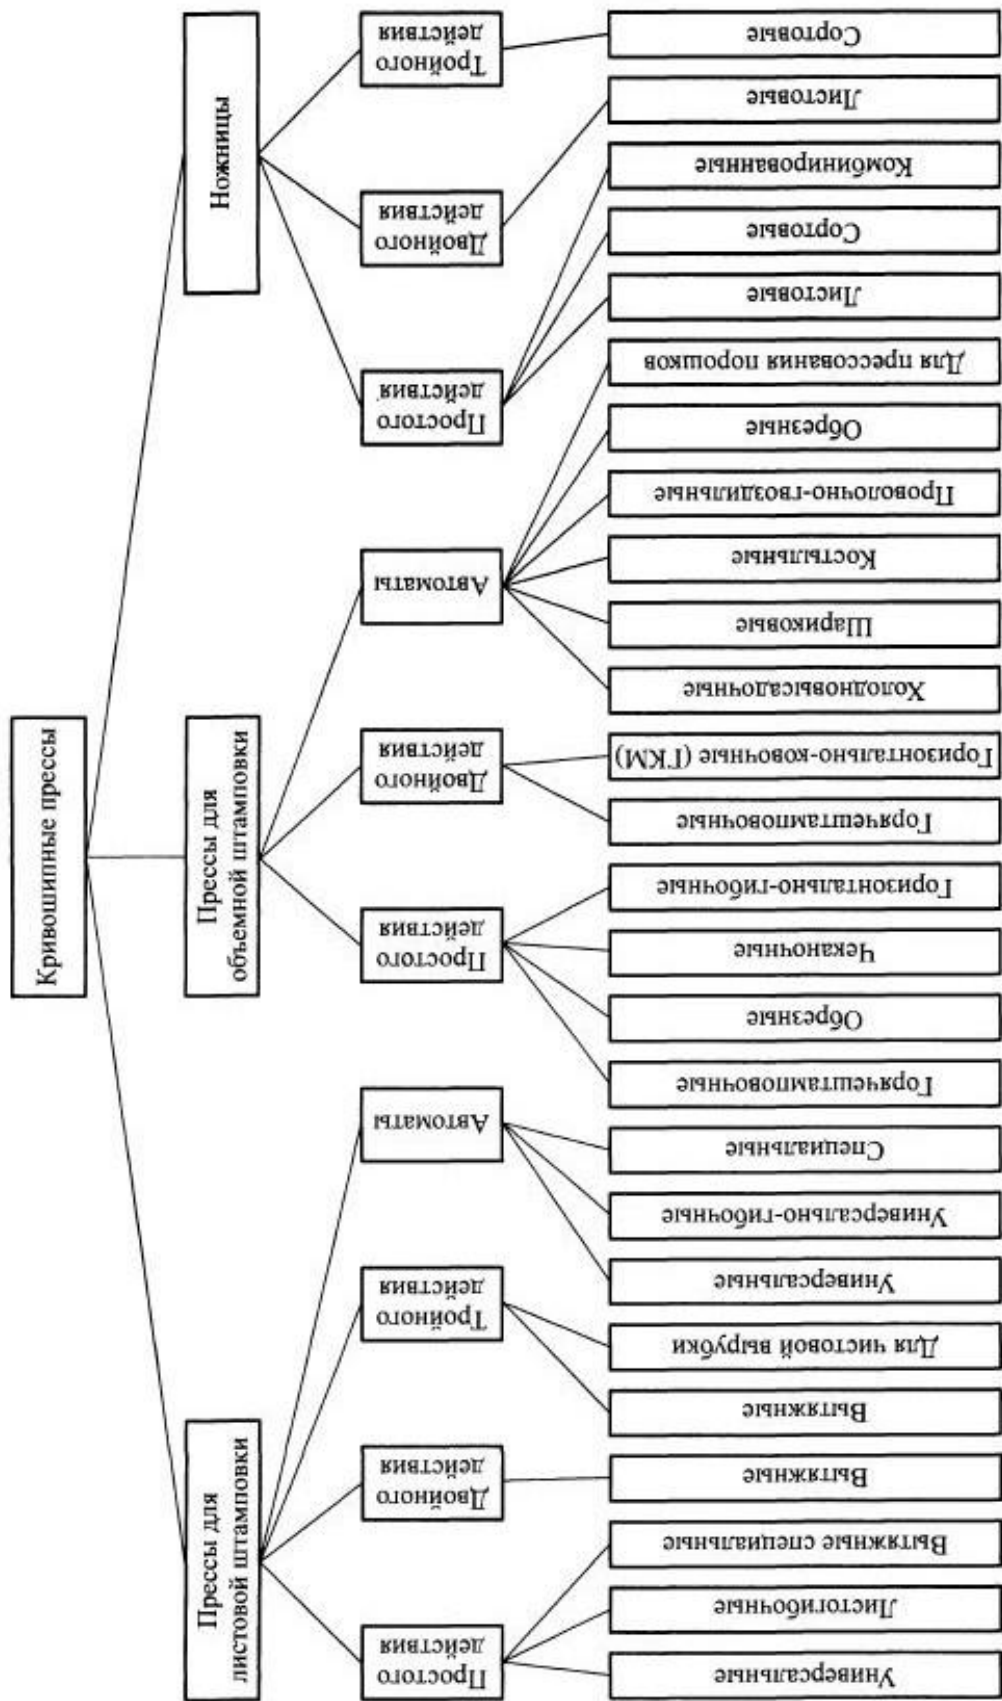 Кривошипные прессы
Прессы для
листовой штамповки
Прессы для
объемной штамповки
Ножницы
Простого
действия
Двойного
действия
Тройного
действия
Автоматы
Простого
действия
Двойного
действия
Автоматы
Простого
действия
Двойного
действия
Тройного
действия
Универсальные
Листогибочные
Вытяжные специальные
Вытяжные
Вытяжные
Для чистовой вырубки
Универсальные
Универсально-гибочные
Специальные
Горячештамповочные
Обрезные
Чеканочные
Горизонтально-гибочные
Горячештамповочные
Горизонтально-ковочные (ГКМ)
Холодновысадочные
Шариковые
Костыльные
Проволочно-гвоздильные
Обрезные
Для прессования порошков
Листовые
Сортовые
Комбинированные
Листовые
Сортовые